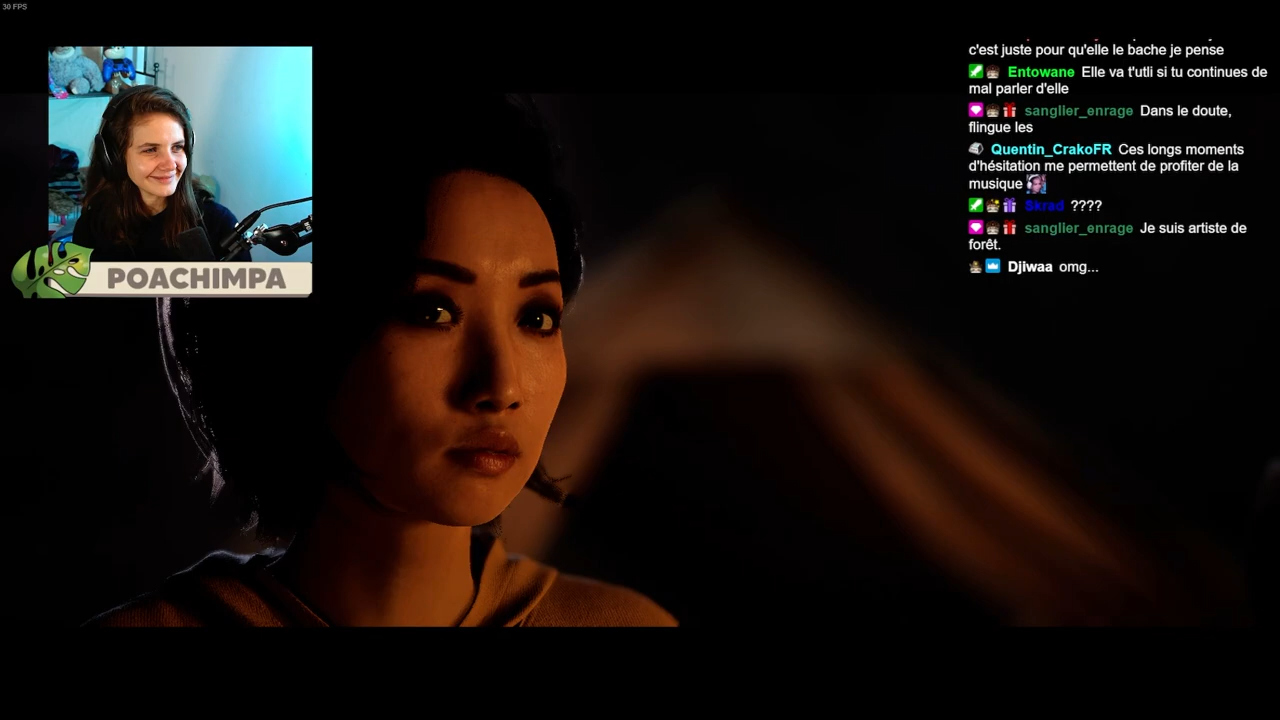 30 FPS
POACHIMPA
c'est juste pour qu'elle le bache je pense
Entowane Elle va t'utli si tu continues de
mal parler d'elle
sangller_enrage Dans le doute,
flingue les
Quentin_CrakoFR Ces longs moments
d'hésitation me permettent de profiter de la
musique
Skrad ????
sangller_enrage Je suis artiste de
forêt.
Djiwaa omg...